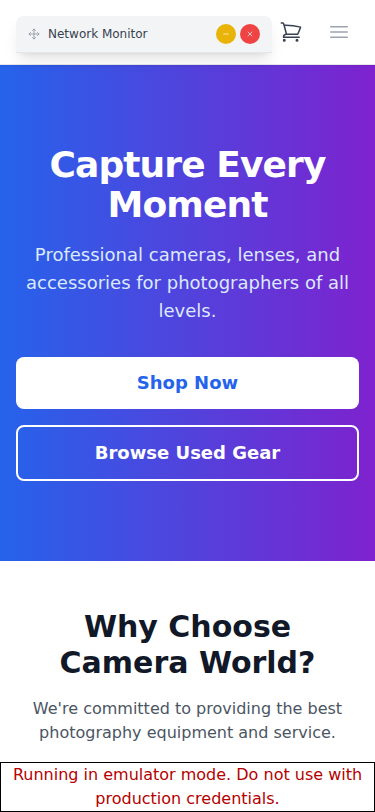 Network Monitor
Capture Every
Moment
Professional cameras, lenses, and
accessories for photographers of all
levels.
Shop Now
Browse Used Gear
Why Choose
Camera World?
We're committed to providing the best
photography equipment and service.
Running in emulator mode. Do not use with
production credentials.